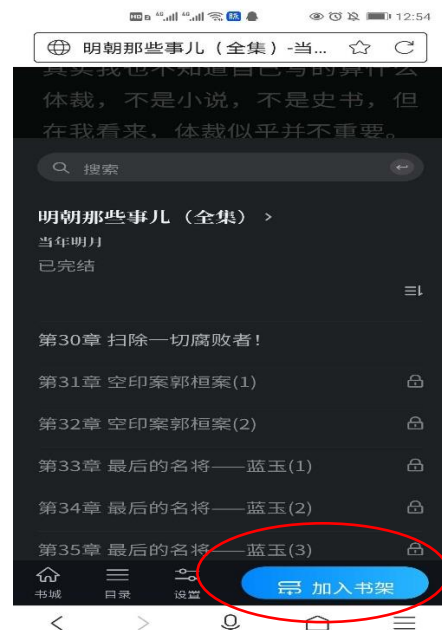 HD B 4G 4G 12:54
明朝那些事儿（全集）-当...
其实我也不知道自己写的算什么
体裁，不是小说，不是史书，但
在我看来，体裁似乎并不重要。
搜索
明朝那些事儿（全集） >
当年明月
已完结
第30章 扫除一切腐败者！
第31章 空印案郭桓案(1)
第32章 空印案郭桓案(2)
第33章 最后的名将——蓝玉(1)
第34章 最后的名将——蓝玉(2)
第35章 最后的名将——蓝玉(3)
书城 目录 设置 加入书架